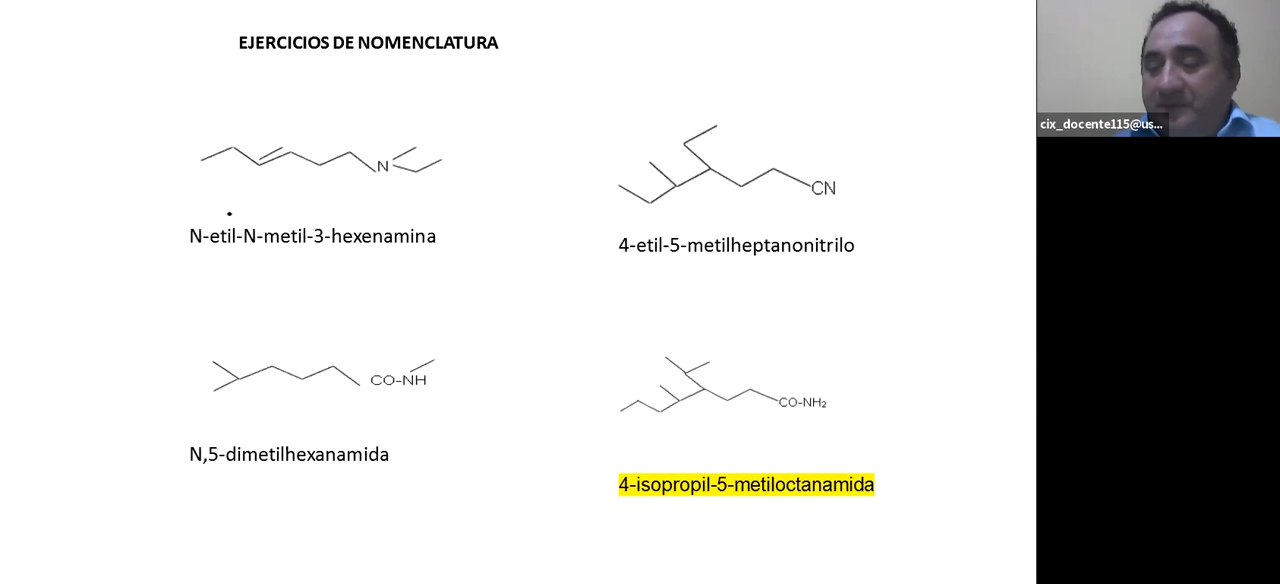 EJERCICIOS DE NOMENCLATURA
cix_docente115@us...
N
CN
N-etil-N-metil-3-hexenamina
4-etil-5-metilheptanonitrilo
CO-NH
CO-NH₂
N,5-dimetilhexanamida
4-isopropil-5-metiloctanamida